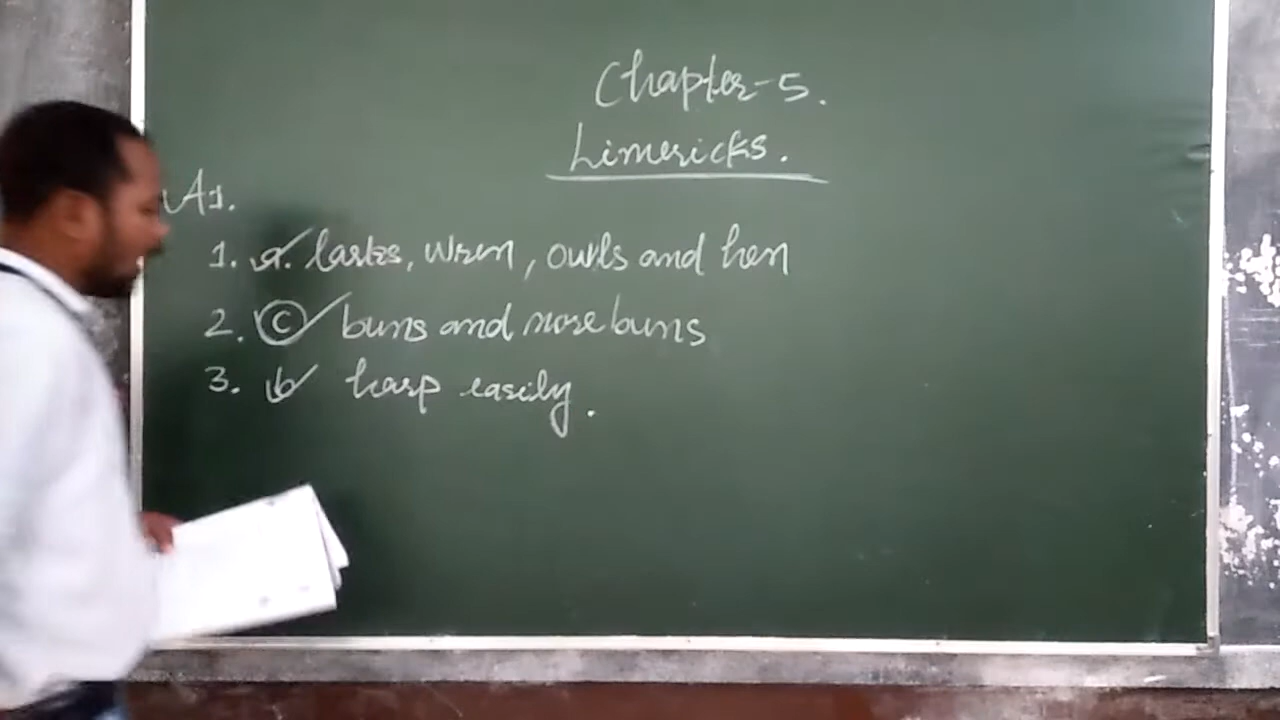 Chapter-5.
Limericks.
A1.
1. a. larks, wren, owls and hen
2. c buns and more buns
3. b harp easily.